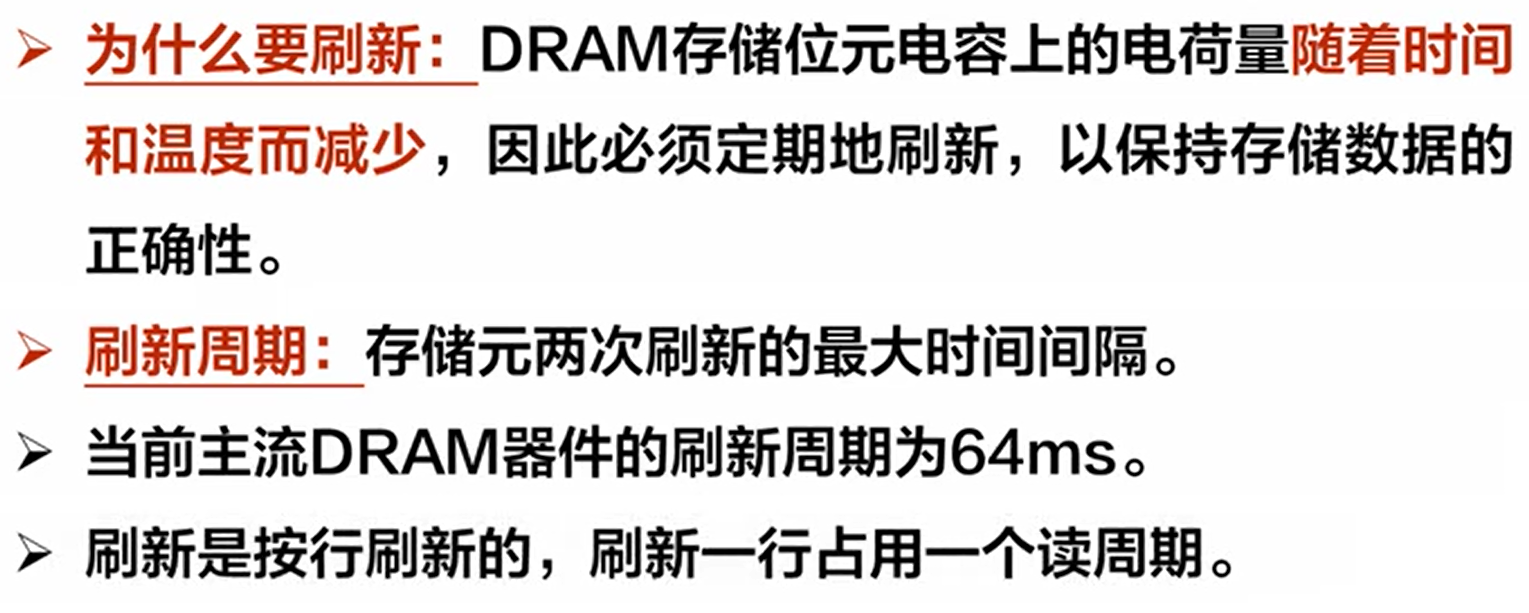 ➢ 为什么要刷新：DRAM存储位元电容上的电荷量随着时间
和温度而减少，因此必须定期地刷新，以保持存储数据的
正确性。
➢ 刷新周期：存储元两次刷新的最大时间间隔。
➢ 当前主流DRAM器件的刷新周期为64ms。
➢ 刷新是按行刷新的，刷新一行占用一个读周期。